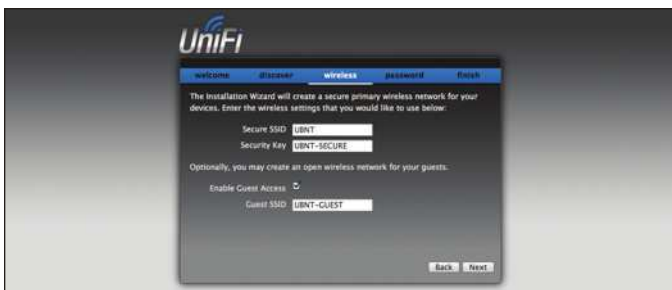 UniFi
welcome discover wireless password finish
The Installation Wizard will create a secure primary wireless network for your
devices. Enter the wireless settings that you would like to use below:
Secure SSID UBNT
Security Key UBNT-SECURE
Optionally, you may create an open wireless network for your guests.
Enable Guest Access
Guest SSID UBNT-GUEST
Back Next